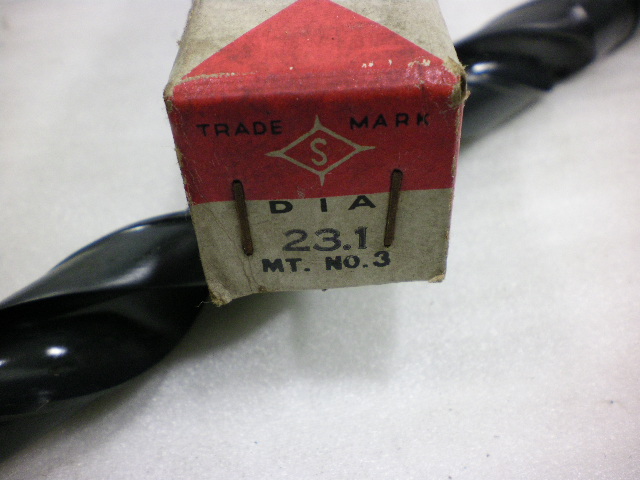 TRADE MARK
S
DIA
23.1
MT. NO.3